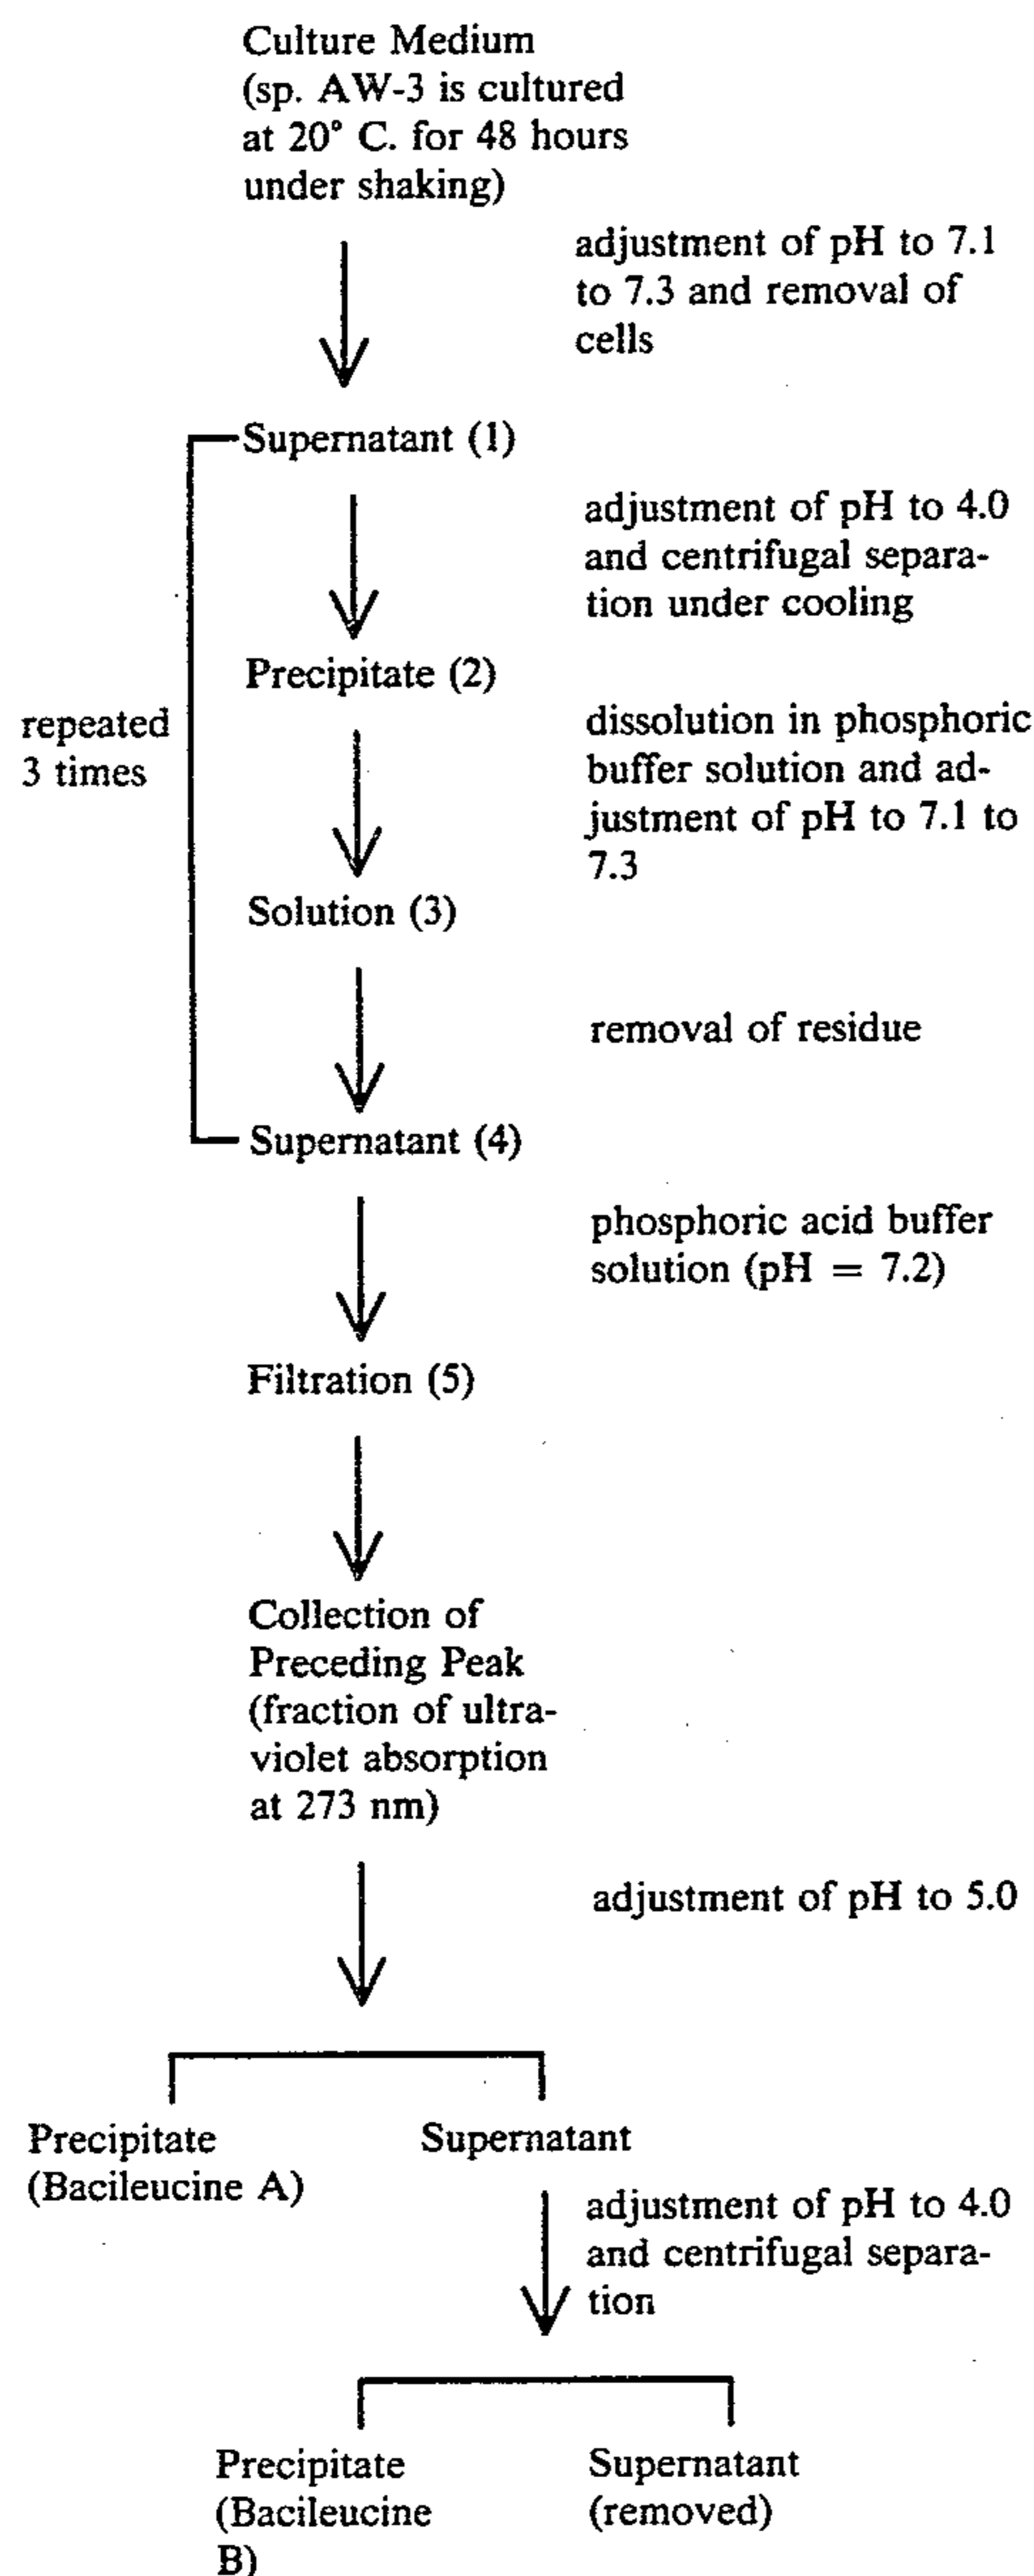 Culture Medium
(sp. AW-3 is cultured
at 20° C. for 48 hours
under shaking)
adjustment of pH to 7.1
to 7.3 and removal of
cells
Supernatant (1)
adjustment of pH to 4.0
and centrifugal separa-
tion under cooling
Precipitate (2)
repeated
3 times
dissolution in phosphoric
buffer solution and ad-
justment of pH to 7.1 to
7.3
Solution (3)
removal of residue
Supernatant (4)
phosphoric acid buffer
solution (pH = 7.2)
Filtration (5)
Collection of
Preceding Peak
(fraction of ultra-
violet absorption
at 273 nm)
adjustment of pH to 5.0
Precipitate
(Bacileucine A)
Supernatant
adjustment of pH to 4.0
and centrifugal separa-
tion
Precipitate
(Bacileucine
B)
Supernatant
(removed)